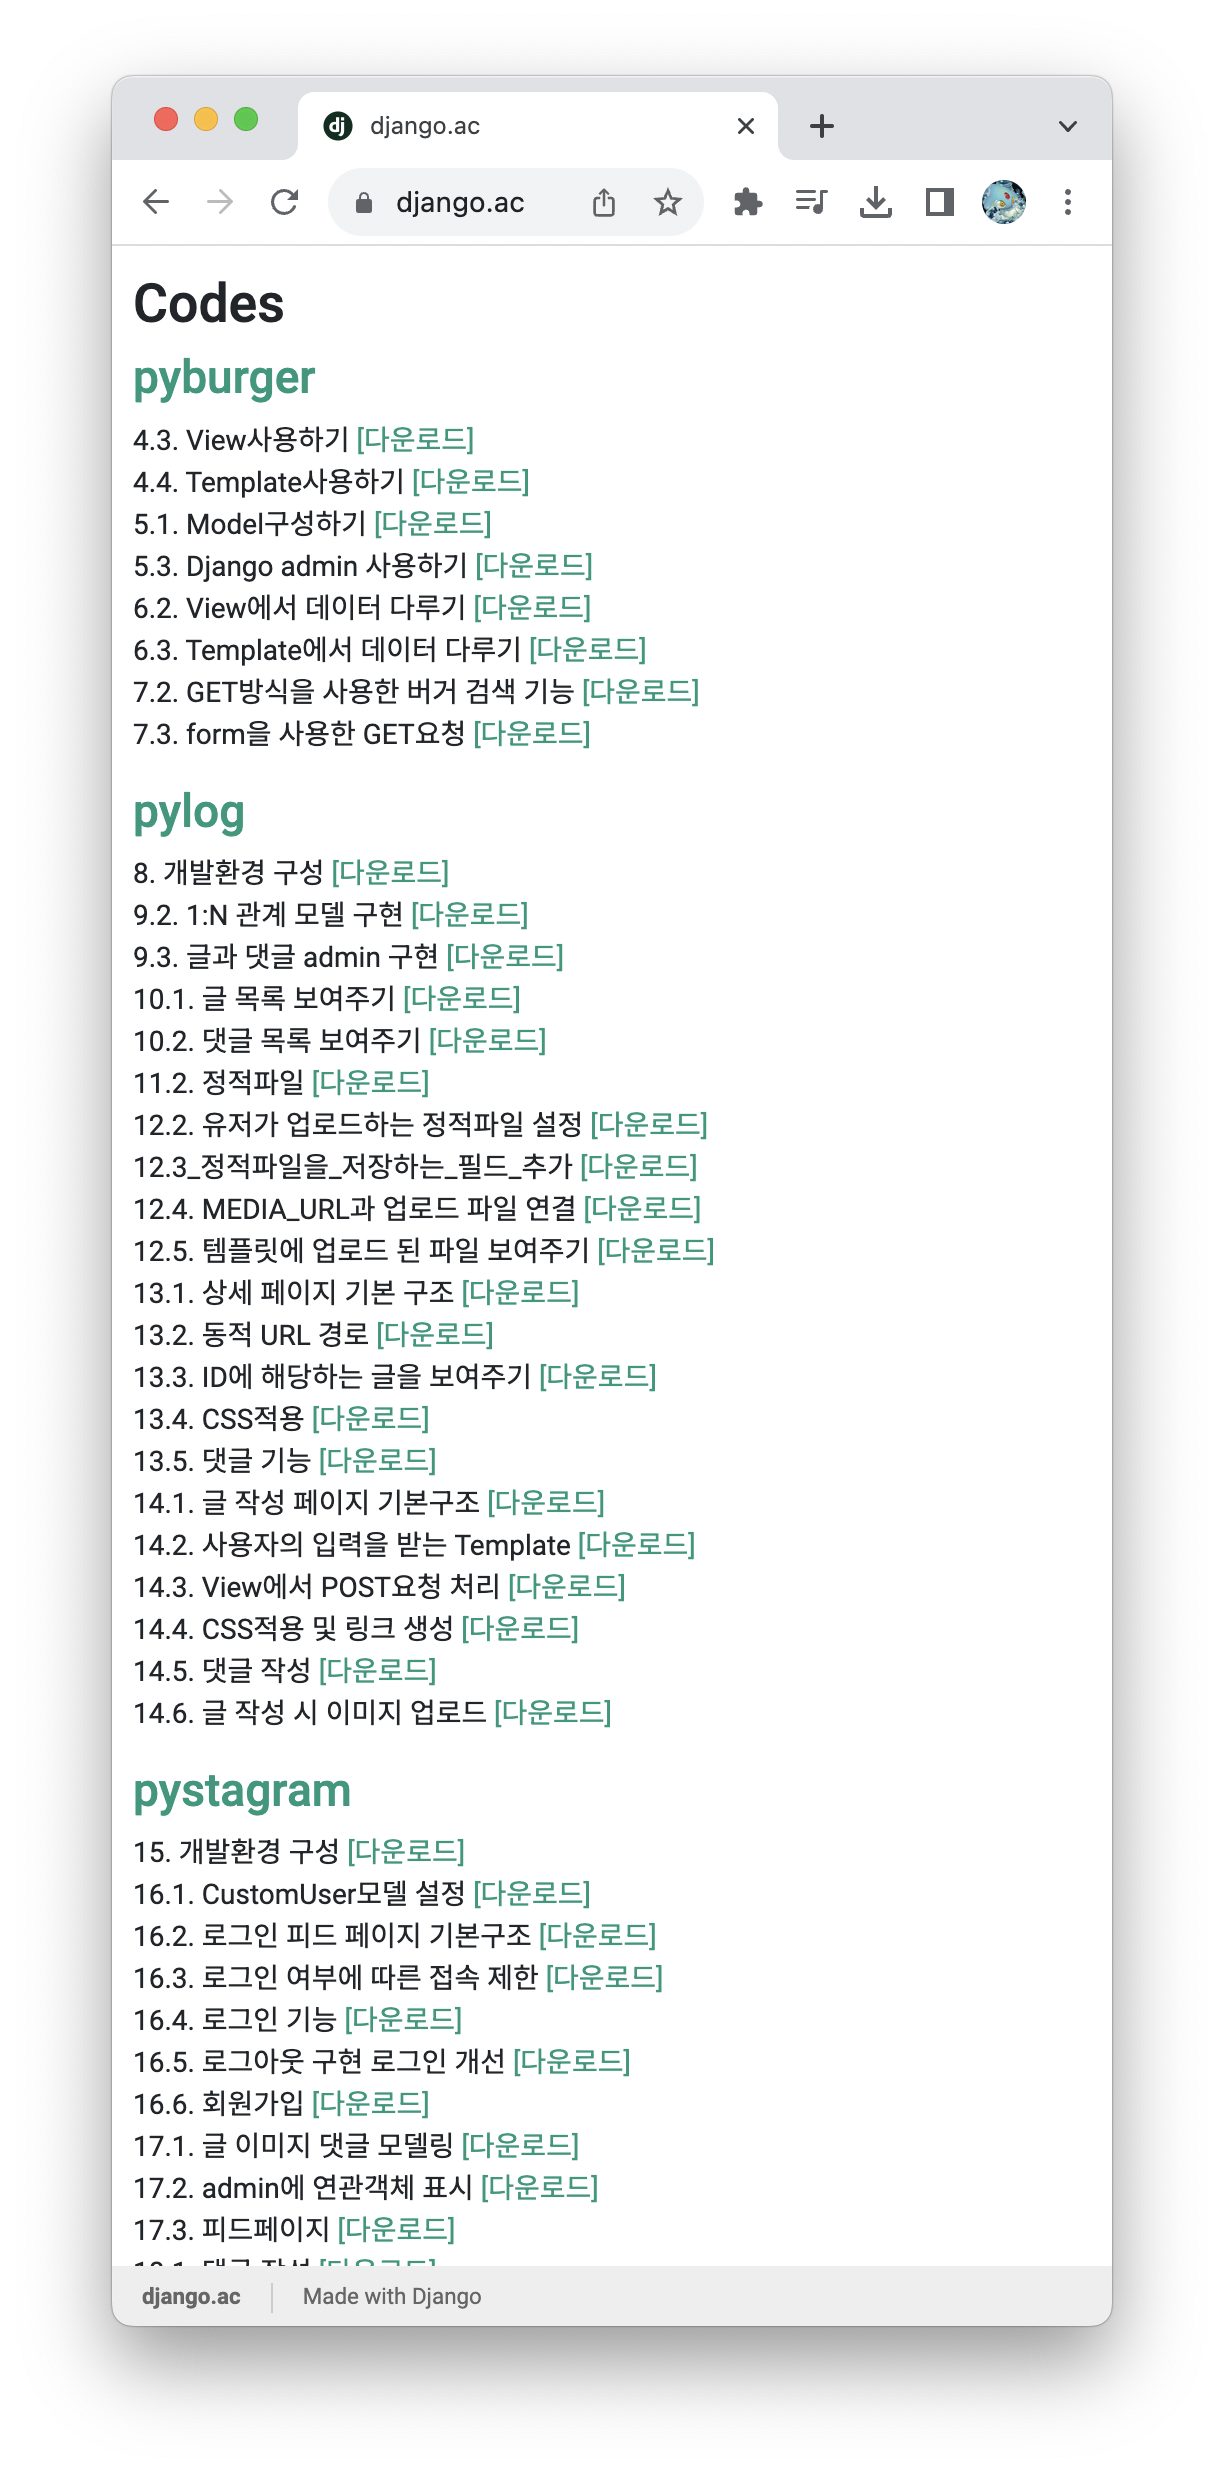 django.ac
django.ac
Codes
pyburger
4.3. View사용하기 [다운로드]
4.4. Template사용하기 [다운로드]
5.1. Model구성하기 [다운로드]
5.3. Django admin 사용하기 [다운로드]
6.2. View에서 데이터 다루기 [다운로드]
6.3. Template에서 데이터 다루기 [다운로드]
7.2. GET방식을 사용한 버거 검색 기능 [다운로드]
7.3. form을 사용한 GET요청 [다운로드]
pylog
8. 개발환경 구성 [다운로드]
9.2. 1:N 관계 모델 구현 [다운로드]
9.3. 글과 댓글 admin 구현 [다운로드]
10.1. 글 목록 보여주기 [다운로드]
10.2. 댓글 목록 보여주기 [다운로드]
11.2. 정적파일 [다운로드]
12.2. 유저가 업로드하는 정적파일 설정 [다운로드]
12.3_정적파일을_저장하는_필드_추가 [다운로드]
12.4. MEDIA_URL과 업로드 파일 연결 [다운로드]
12.5. 템플릿에 업로드 된 파일 보여주기 [다운로드]
13.1. 상세 페이지 기본 구조 [다운로드]
13.2. 동적 URL 경로 [다운로드]
13.3. ID에 해당하는 글을 보여주기 [다운로드]
13.4. CSS적용 [다운로드]
13.5. 댓글 기능 [다운로드]
14.1. 글 작성 페이지 기본구조 [다운로드]
14.2. 사용자의 입력을 받는 Template [다운로드]
14.3. View에서 POST요청 처리 [다운로드]
14.4. CSS적용 및 링크 생성 [다운로드]
14.5. 댓글 작성 [다운로드]
14.6. 글 작성 시 이미지 업로드 [다운로드]
pystagram
15. 개발환경 구성 [다운로드]
16.1. CustomUser모델 설정 [다운로드]
16.2. 로그인 피드 페이지 기본구조 [다운로드]
16.3. 로그인 여부에 따른 접속 제한 [다운로드]
16.4. 로그인 기능 [다운로드]
16.5. 로그아웃 구현 로그인 개선 [다운로드]
16.6. 회원가입 [다운로드]
17.1. 글 이미지 댓글 모델링 [다운로드]
17.2. admin에 연관객체 표시 [다운로드]
17.3. 피드페이지 [다운로드]
django.ac
Made with Django